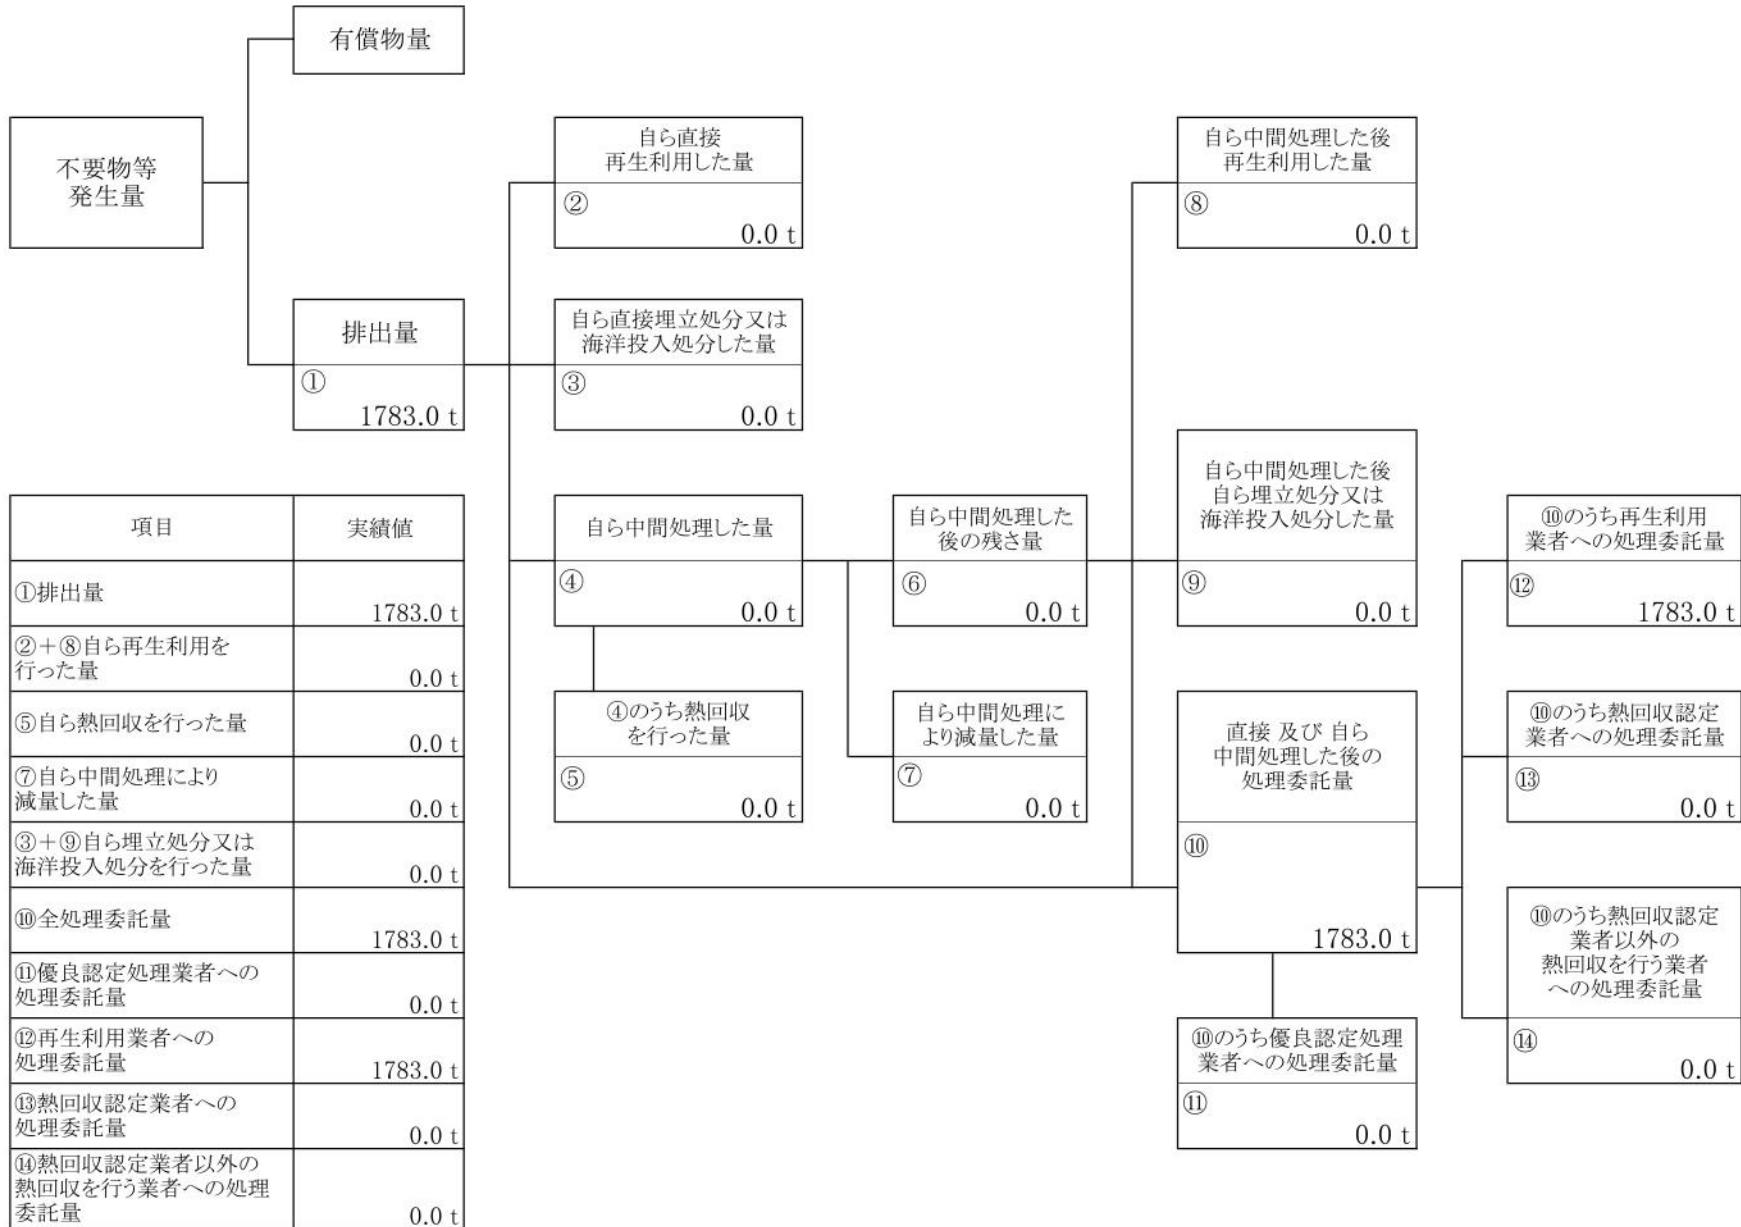 有償物量
不要物等
発生量
自ら直接
再生利用した量
②
0.0 t
自ら中間処理した後
再生利用した量
⑧
0.0 t
排出量
①
1783.0 t
自ら直接埋立処分又は
海洋投入処分した量
③
0.0 t
自ら中間処理した量
④
0.0 t
自ら中間処理した
後の残さ量
⑥
0.0 t
自ら中間処理した後
自ら埋立処分又は
海洋投入処分した量
⑨
0.0 t
⑩のうち再生利用
業者への処理委託量
⑫
1783.0 t
④のうち熱回収
を行った量
⑤
0.0 t
自ら中間処理に
より減量した量
⑦
0.0 t
直接 及び 自ら
中間処理した後の
処理委託量
⑩
1783.0 t
⑩のうち熱回収認定
業者への処理委託量
⑬
0.0 t
⑩のうち熱回収認定
業者以外の
熱回収を行う業者
への処理委託量
⑭
0.0 t
⑩のうち優良認定処理
業者への処理委託量
⑪
0.0 t
項目 実績値
①排出量
1783.0 t
②＋⑧自ら再生利用を
行った量
0.0 t
⑤自ら熱回収を行った量
0.0 t
⑦自ら中間処理により
減量した量
0.0 t
③＋⑨自ら埋立処分又は
海洋投入処分を行った量
0.0 t
⑩全処理委託量
1783.0 t
⑪優良認定処理業者への
処理委託量
0.0 t
⑫再生利用業者への
処理委託量
1783.0 t
⑬熱回収認定業者への
処理委託量
0.0 t
⑭熱回収認定業者以外の
熱回収を行う業者への処理
委託量
0.0 t